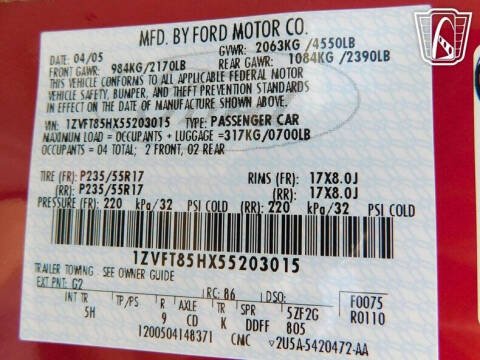 MFD. BY FORD MOTOR CO.
04/05 GVWR: 2063KG /4550LB
FRONT GAWR: 984KG/2170LB REAR GAWR: 1084KG /2390LB
THIS VEHICLE CONFORMS TO ALL APPLICABLE FEDERAL MOTOR
VEHICLE SAFETY, BUMPER, AND THEFT PREVENTION STANDARDS
IN EFFECT ON THE DATE OF MANUFACTURE SHOWN ABOVE.
VIN: 1ZVFT85HX55203015 TYPE: PASSENGER CAR
MAXIMUM LOAD = OCCUPANTS + LUGGAGE =317KG/0700LB
OCCUPANTS = 04 TOTAL; 2 FRONT, 02 REAR
TIRE (FR): P235/55R17 RIMS (FR): 17X8.0J
(RR): P235/55R17 (RR): 17X8.0J
PRESSURE (FR): 220 kPa/32 PSI COLD (RR): 220 kPa/32 PSI COLD
1ZVFT85HX55203015
TRAILER TOWING - SEE OWNER GUIDE
EXT PNT: G2 RC: 86 DSO: F0075
INT TR TP/PS R AXLE TR SPR 5ZF2G R0110
5H 9 CD K DDFF 805
1200504148371 CMC 2U5A-5420472-AA